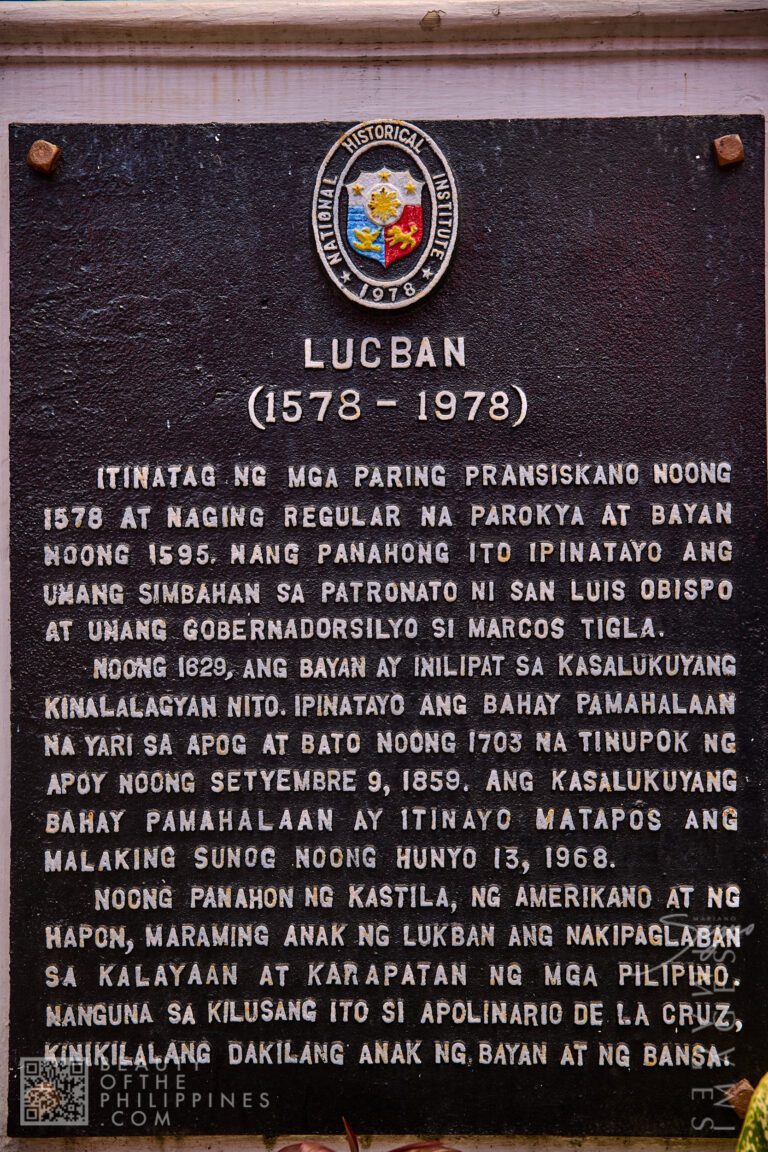 NATIONAL HISTORICAL INSTITUTE
1978
LUCBAN
(1578 - 1978)
ITINATAG NG MGA PARING PRANSISKANO NOONG
1578 AT NAGING REGULAR NA PAROKYA AT BAYAN
NOONG 1595. NANG PANAHONG ITO IPINATAYO ANG
UNANG SIMBAHAN SA PATRONATO NI SAN LUIS OBISPO
AT UNANG GOBERNADORSILYO SI MARCOS TIGLA.
NOONG 1629, ANG BAYAN AY INILIPAT SA KASALUKUYANG
KINALALAGYAN NITO. IPINATAYO ANG BAHAY PAMAHALAAN
NA YARI SA APOG AT BATO NOONG 1703 NA TINUPOK NG
APOY NOONG SETYEMBRE 9, 1859. ANG KASALUKUYANG
BAHAY PAMAHALAAN AY ITINAYO MATAPOS ANG
MALAKING SUNOG NOONG HUNYO 13, 1968.
NOONG PANAHON NG KASTILA, NG AMERIKANO AT NG
HAPON, MARAMING ANAK NG LUKBAN ANG NAKIPAGLABAN
SA KALAYAAN AT KARAPATAN NG MGA PILIPINO.
NANGUNA SA KILUSANG ITO SI APOLINARIO DE LA CRUZ,
KINIKILALANG DAKILANG ANAK NG BAYAN AT NG BANSA.
BEAUTY
OFTHE
PHILIPPINES
.COM
MARIANO